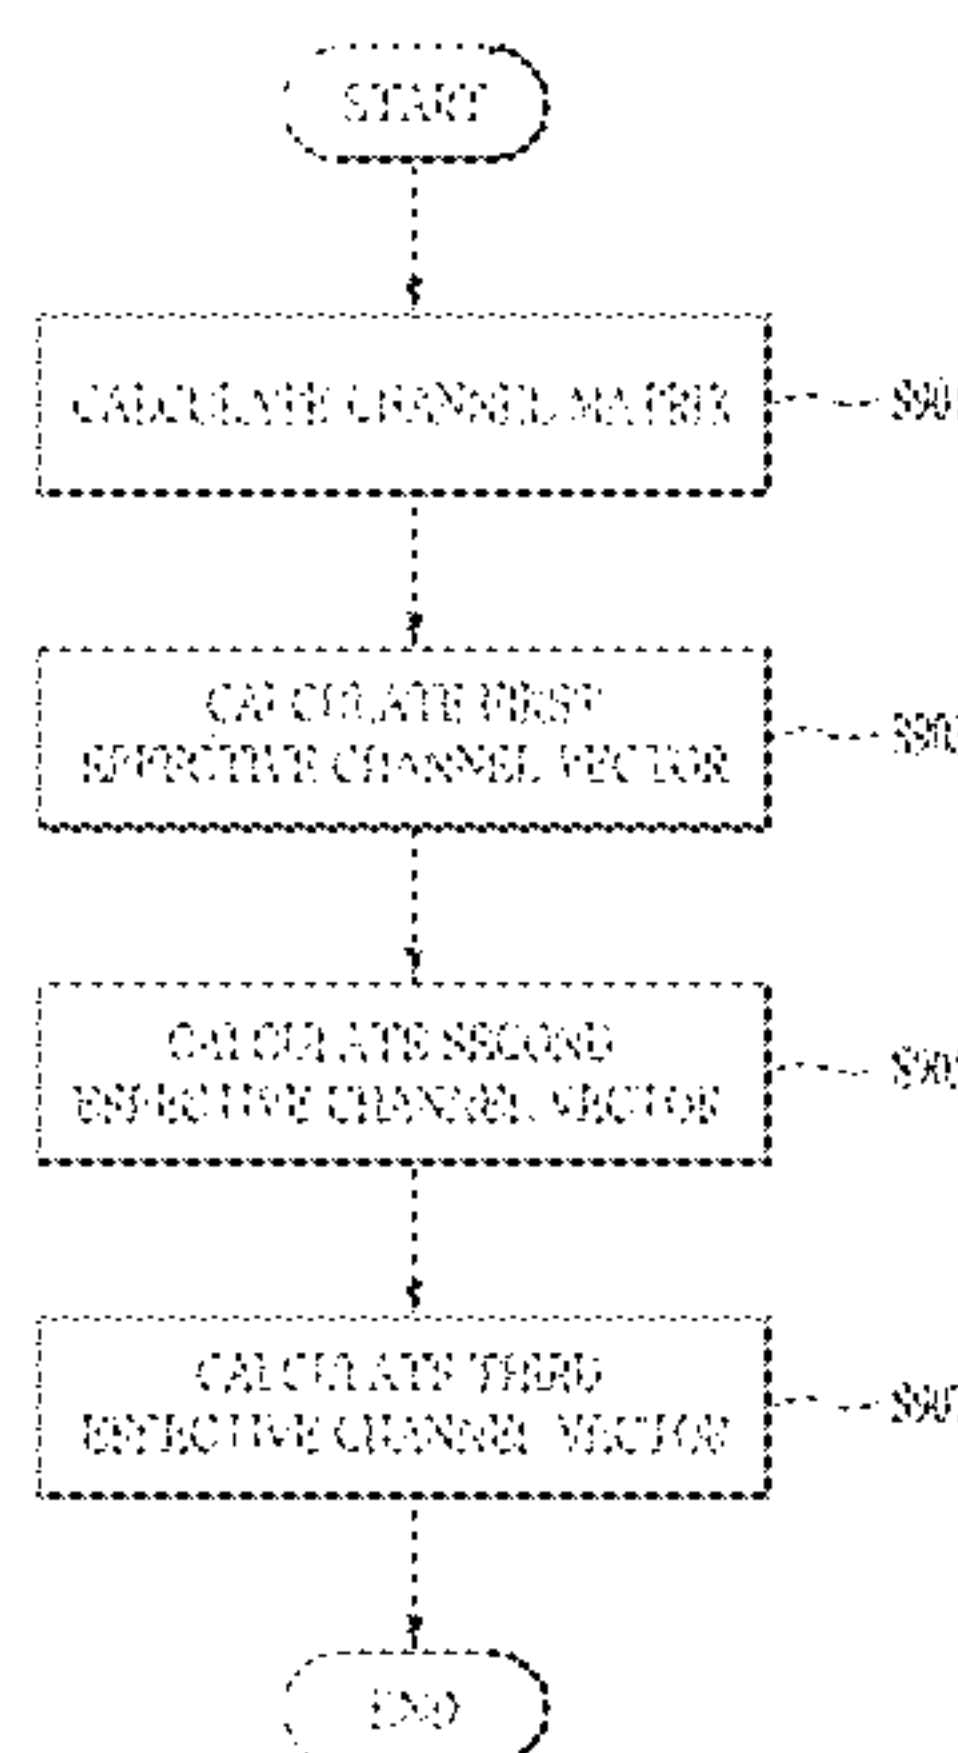 START
CALCULATE CHANNEL MATRIX
CALCULATE FIRST
EFFECTIVE CHANNEL VECTOR
CALCULATE SECOND
EFFECTIVE CHANNEL VECTOR
CALCULATE THIRD
EFFECTIVE CHANNEL VECTOR
END